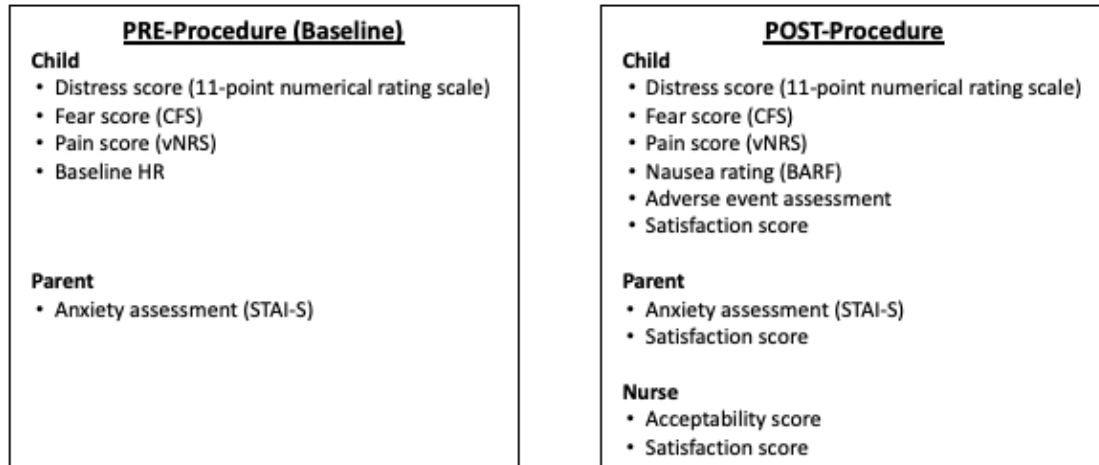 PRE-Procedure (Baseline)
Child
• Distress score (11-point numerical rating scale)
• Fear score (CFS)
• Pain score (vNRS)
• Baseline HR
Parent
• Anxiety assessment (STAI-S)
POST-Procedure
Child
• Distress score (11-point numerical rating scale)
• Fear score (CFS)
• Pain score (vNRS)
• Nausea rating (BARF)
• Adverse event assessment
• Satisfaction score
Parent
• Anxiety assessment (STAI-S)
• Satisfaction score
Nurse
• Acceptability score
• Satisfaction score